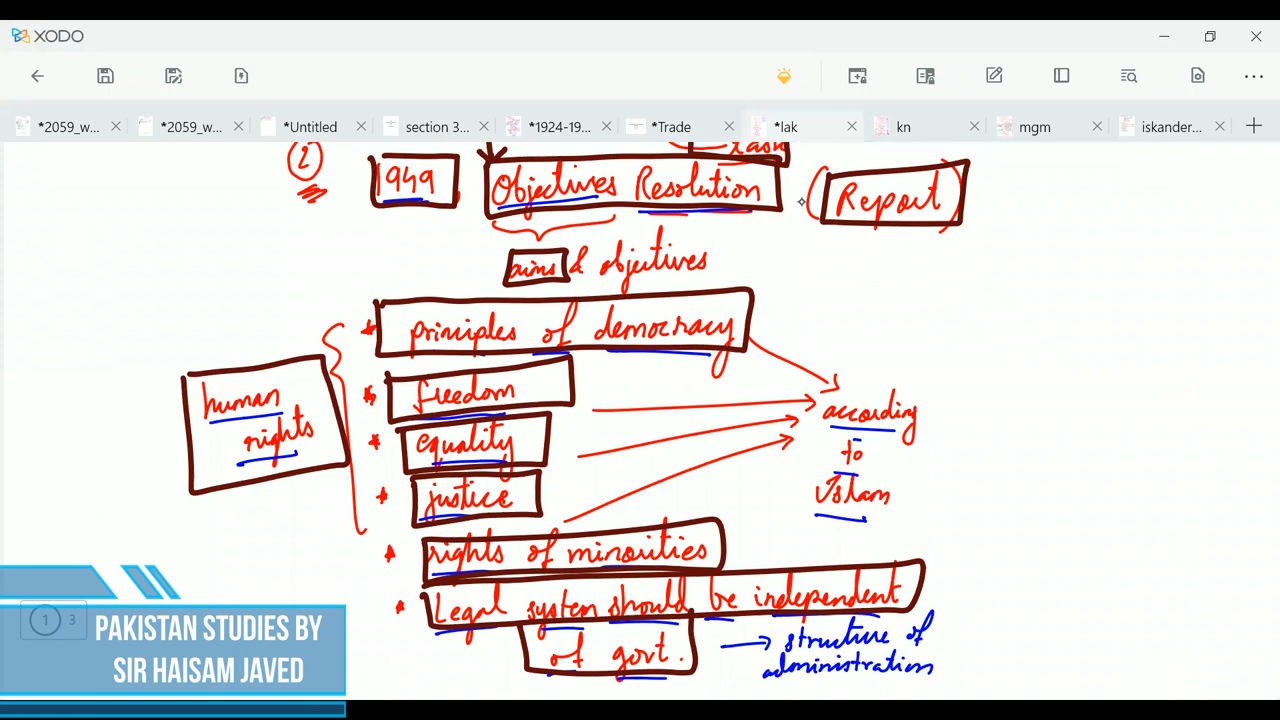 XODO
*2059_w...
*2059_w...
*Untitled
section 3...
*1924-19...
*Trade
*lak
kn
mgm
iskander...
2
1949
Objectives Resolution
(Report)
aims & objectives
* principles of democracy
* freedom
* equality
* justice
human
rights
according
to
Islam
* rights of minorities
* Legal system should be independent
of govt.
→ structure of
administration
1 3
PAKISTAN STUDIES BY
SIR HAISAM JAVED